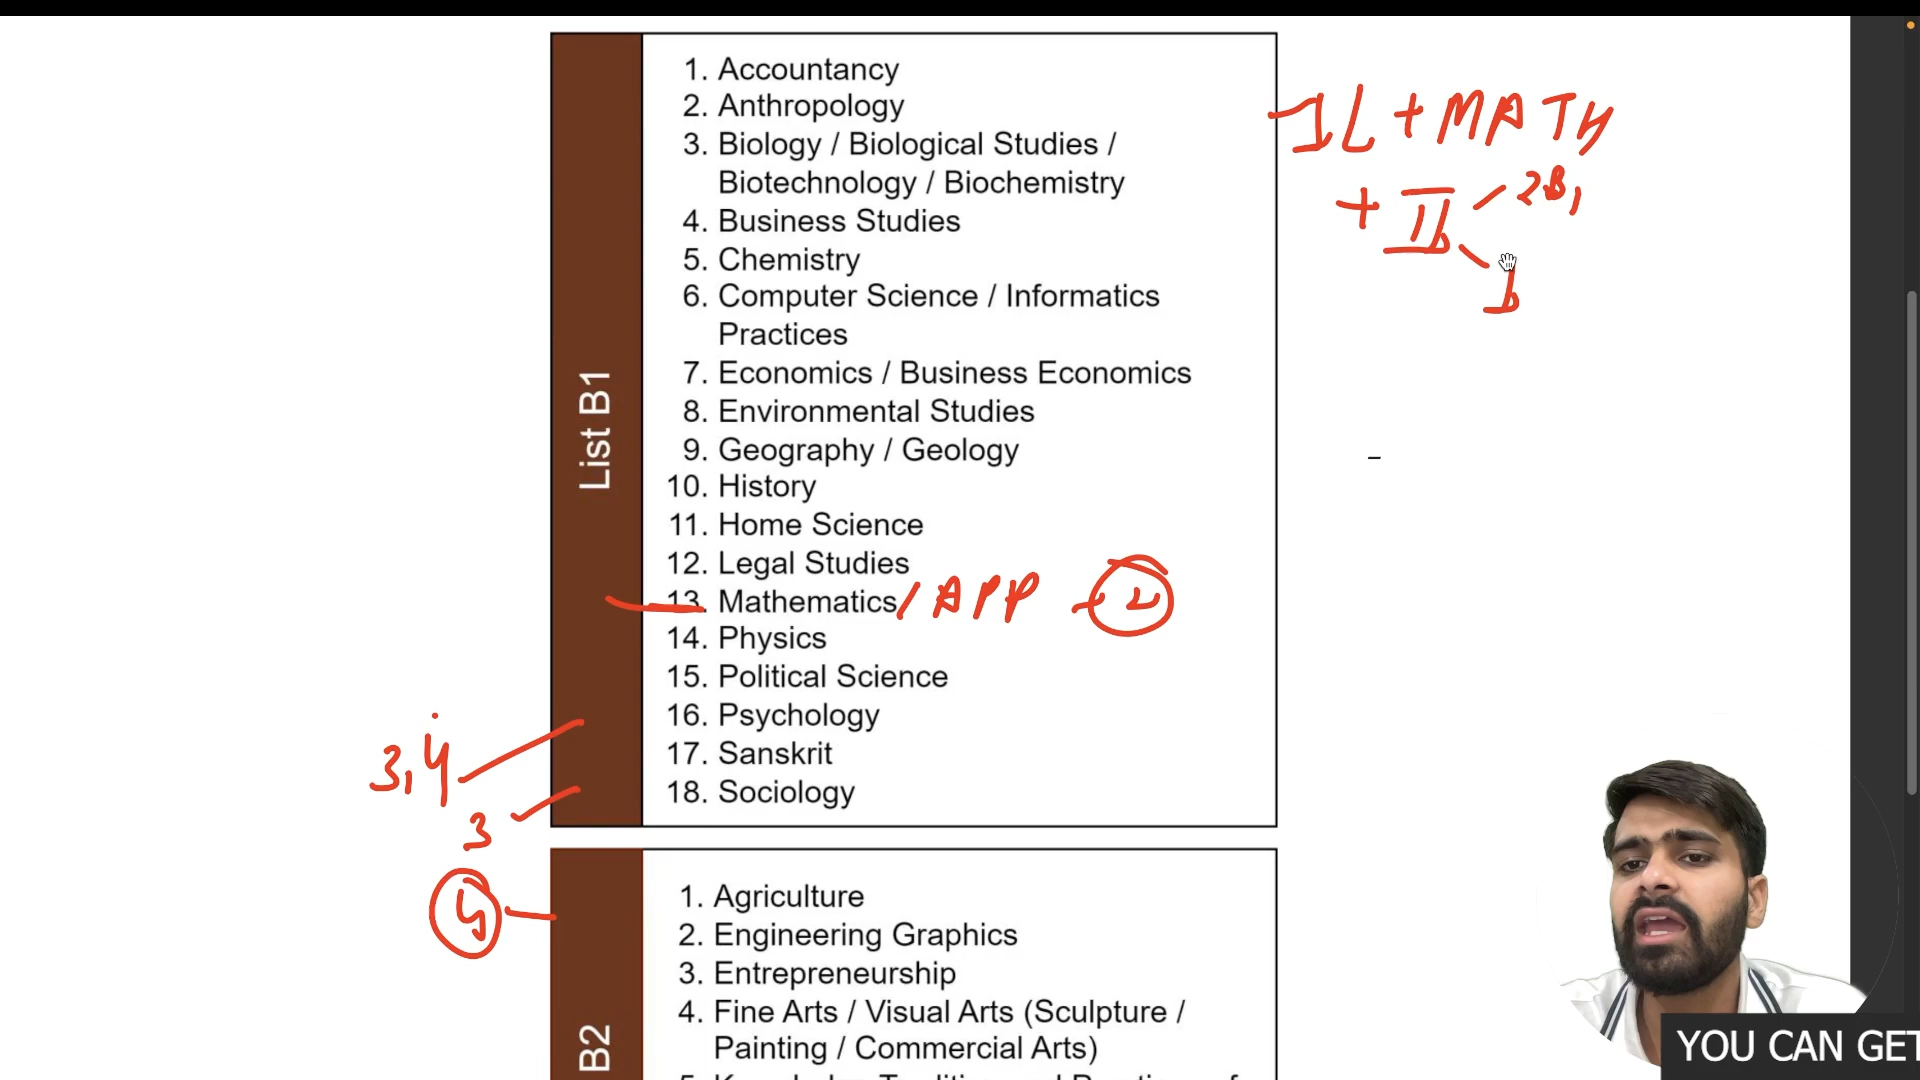 1. Accountancy
2. Anthropology
3. Biology / Biological Studies /
Biotechnology / Biochemistry
4. Business Studies
5. Chemistry
6. Computer Science / Informatics
Practices
7. Economics / Business Economics
8. Environmental Studies
9. Geography / Geology
10. History
11. Home Science
12. Legal Studies
13. Mathematics / APP
14. Physics
15. Political Science
16. Psychology
17. Sanskrit
18. Sociology
List B1
1L + MATH
+ II
2B1
3,4
3
4
1. Agriculture
2. Engineering Graphics
3. Entrepreneurship
4. Fine Arts / Visual Arts (Sculpture /
Painting / Commercial Arts)
B2
YOU CAN GET